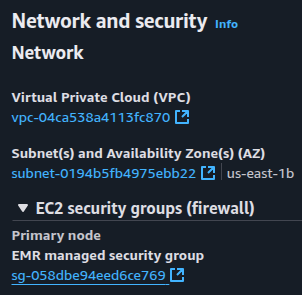 Network and security Info
Network
Virtual Private Cloud (VPC)
vpc-04ca538a4113fc870
Subnet(s) and Availability Zone(s) (AZ)
subnet-0194b5fb4975ebb22 | us-east-1b
EC2 security groups (firewall)
Primary node
EMR managed security group
sg-058dbe94eed6ce769